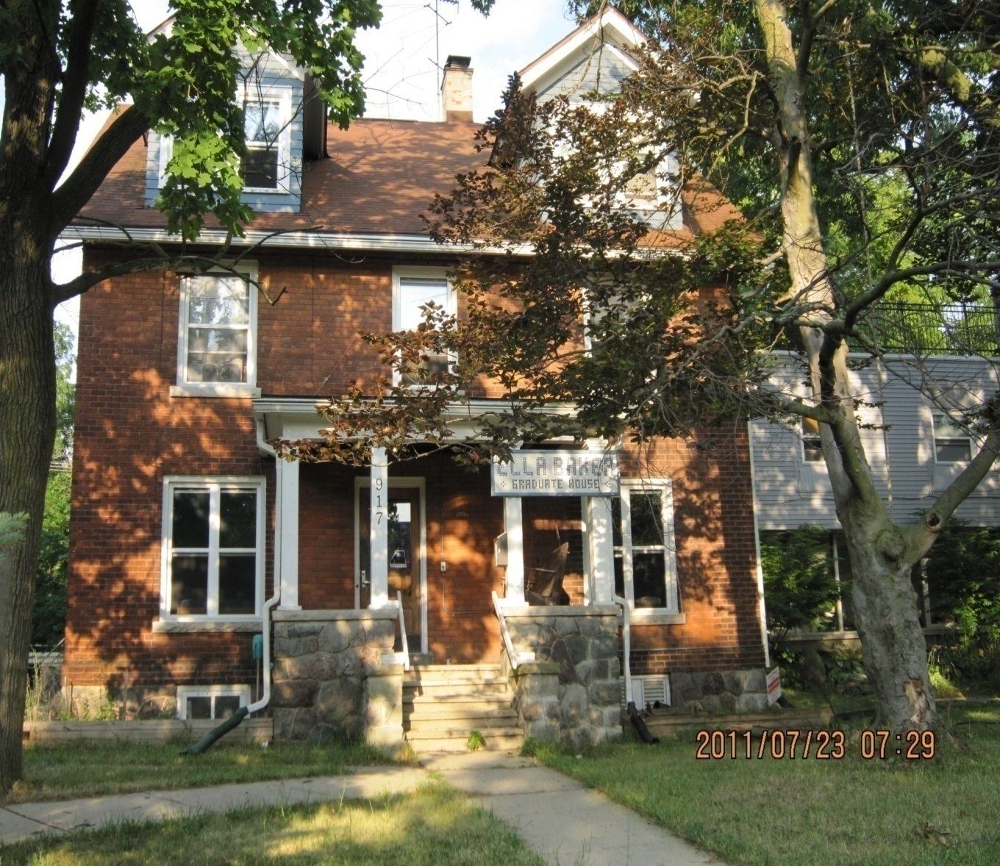 ELLA BAKER
GRADUATE HOUSE
917
2011/07/23 07:29